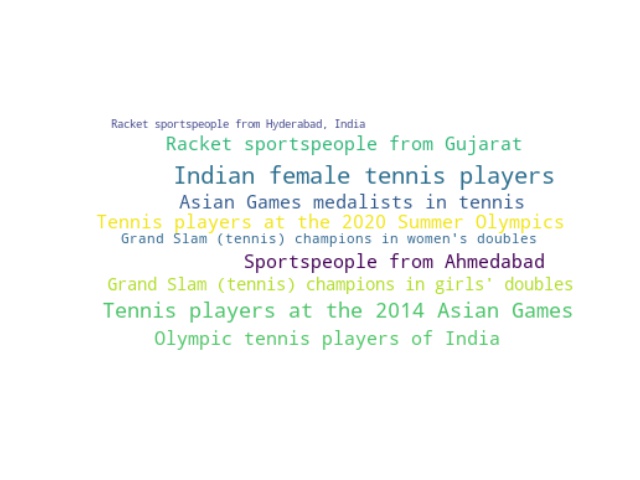 Racket sportspeople from Hyderabad, India
Racket sportspeople from Gujarat
Indian female tennis players
Asian Games medalists in tennis
Tennis players at the 2020 Summer Olympics
Grand Slam (tennis) champions in women's doubles
Sportspeople from Ahmedabad
Grand Slam (tennis) champions in girls' doubles
Tennis players at the 2014 Asian Games
Olympic tennis players of India